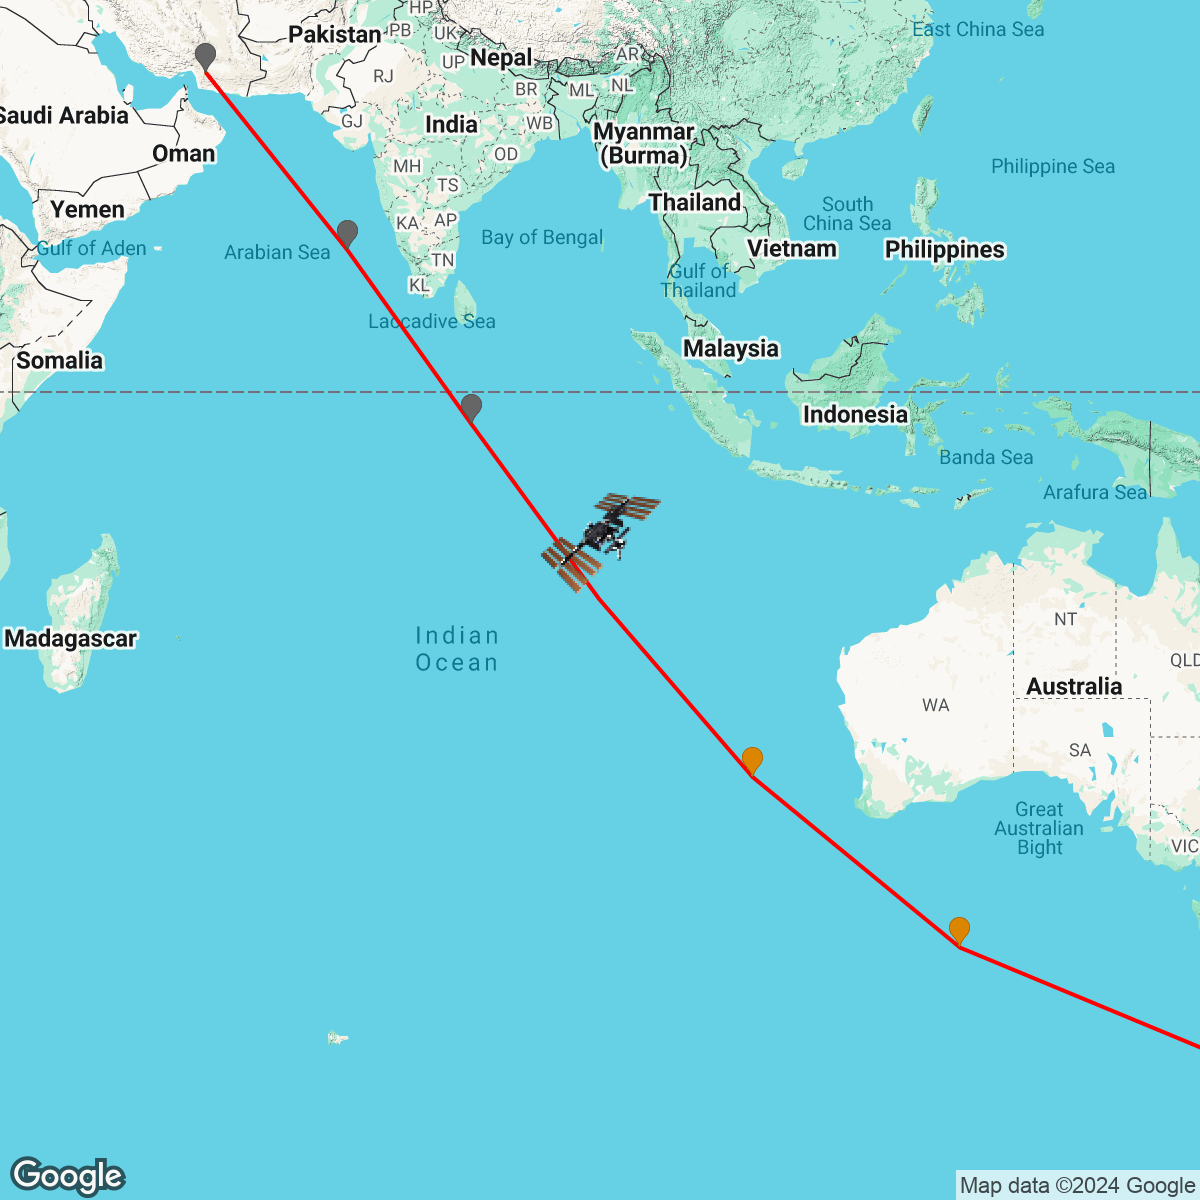 HP
East China Sea
Pakistan
PB
UK
Nepal
AR
UP
RJ
BR
ML
NL
Saudi Arabia
GJ
India
WB
Myanmar
(Burma)
Oman
OD
MH
Philippine Sea
TS
Thailand
South
China Sea
Yemen
KA
AP
Bay of Bengal
Gulf of Aden
Arabian Sea
Vietnam
Philippines
TN
Gulf of
Thailand
KL
Laccadive Sea
Malaysia
Somalia
Indonesia
Banda Sea
Arafura Sea
NT
Indian
Ocean
Madagascar
QLD
Australia
WA
SA
Great
Australian
Bight
VIC
Google
Map data ©2024 Google